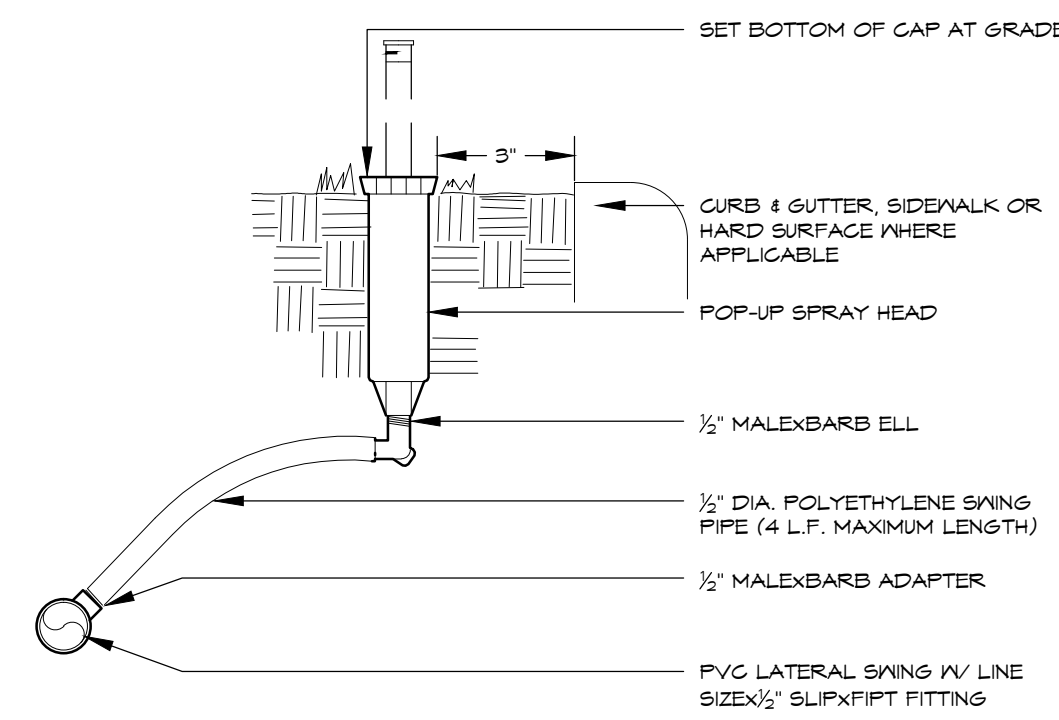 SET BOTTOM OF CAP AT GRADE
3"
CURB & GUTTER, SIDEWALK OR
HARD SURFACE WHERE
APPLICABLE
POP-UP SPRAY HEAD
½" MALExBARB ELL
½" DIA. POLYETHYLENE SWING
PIPE (4 L.F. MAXIMUM LENGTH)
½" MALExBARB ADAPTER
PVC LATERAL SWING W/ LINE
SIZEx½" SLIPxFIPT FITTING